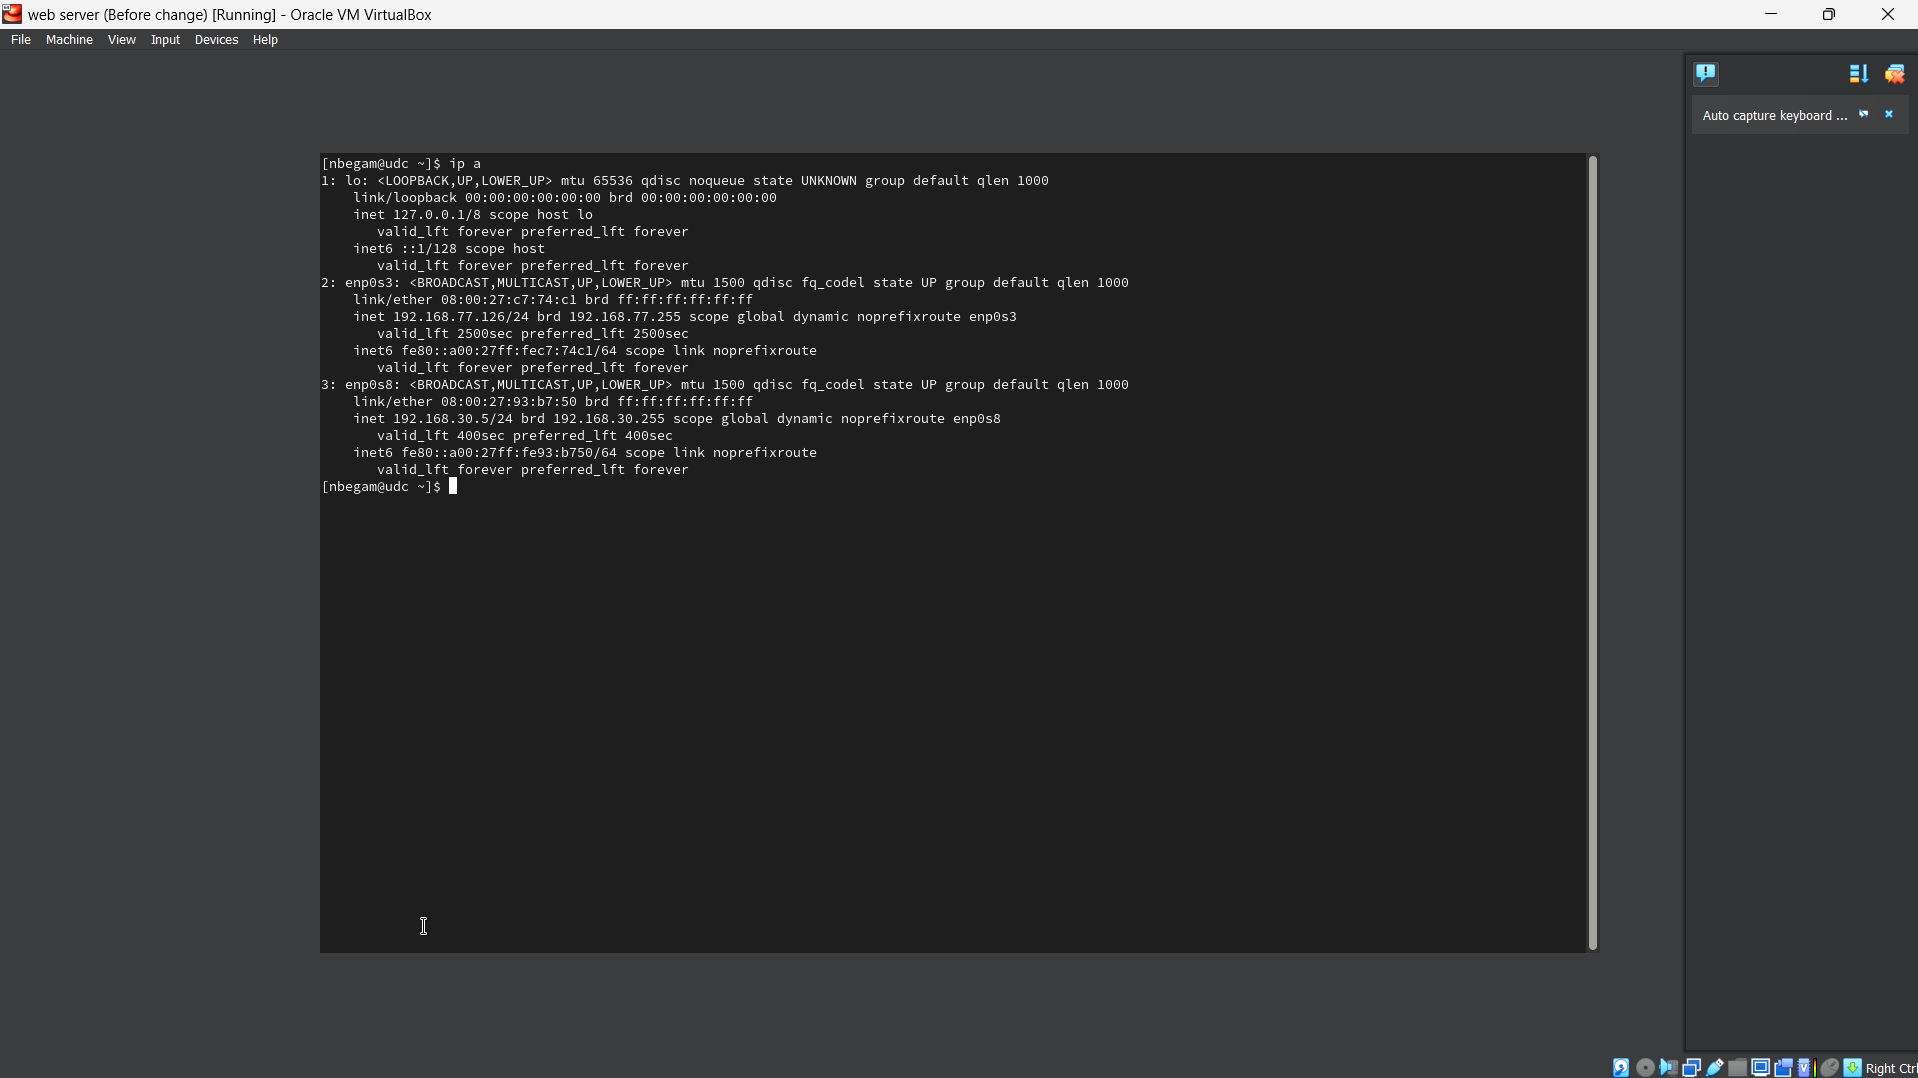 web server (Before change) [Running] - Oracle VM VirtualBox
File Machine View Input Devices Help
Auto capture keyboard ...
[nbegam@udc ~]$ ip a
1: lo: <LOOPBACK,UP,LOWER_UP> mtu 65536 qdisc noqueue state UNKNOWN group default qlen 1000
    link/loopback 00:00:00:00:00:00 brd 00:00:00:00:00:00
    inet 127.0.0.1/8 scope host lo
       valid_lft forever preferred_lft forever
    inet6 ::1/128 scope host
       valid_lft forever preferred_lft forever
2: enp0s3: <BROADCAST,MULTICAST,UP,LOWER_UP> mtu 1500 qdisc fq_codel state UP group default qlen 1000
    link/ether 08:00:27:c7:74:c1 brd ff:ff:ff:ff:ff:ff
    inet 192.168.77.126/24 brd 192.168.77.255 scope global dynamic noprefixroute enp0s3
       valid_lft 2500sec preferred_lft 2500sec
    inet6 fe80::a00:27ff:fec7:74c1/64 scope link noprefixroute
       valid_lft forever preferred_lft forever
3: enp0s8: <BROADCAST,MULTICAST,UP,LOWER_UP> mtu 1500 qdisc fq_codel state UP group default qlen 1000
    link/ether 08:00:27:93:b7:50 brd ff:ff:ff:ff:ff:ff
    inet 192.168.30.5/24 brd 192.168.30.255 scope global dynamic noprefixroute enp0s8
       valid_lft 400sec preferred_lft 400sec
    inet6 fe80::a00:27ff:fe93:b750/64 scope link noprefixroute
       valid_lft forever preferred_lft forever
[nbegam@udc ~]$
Right Ctrl